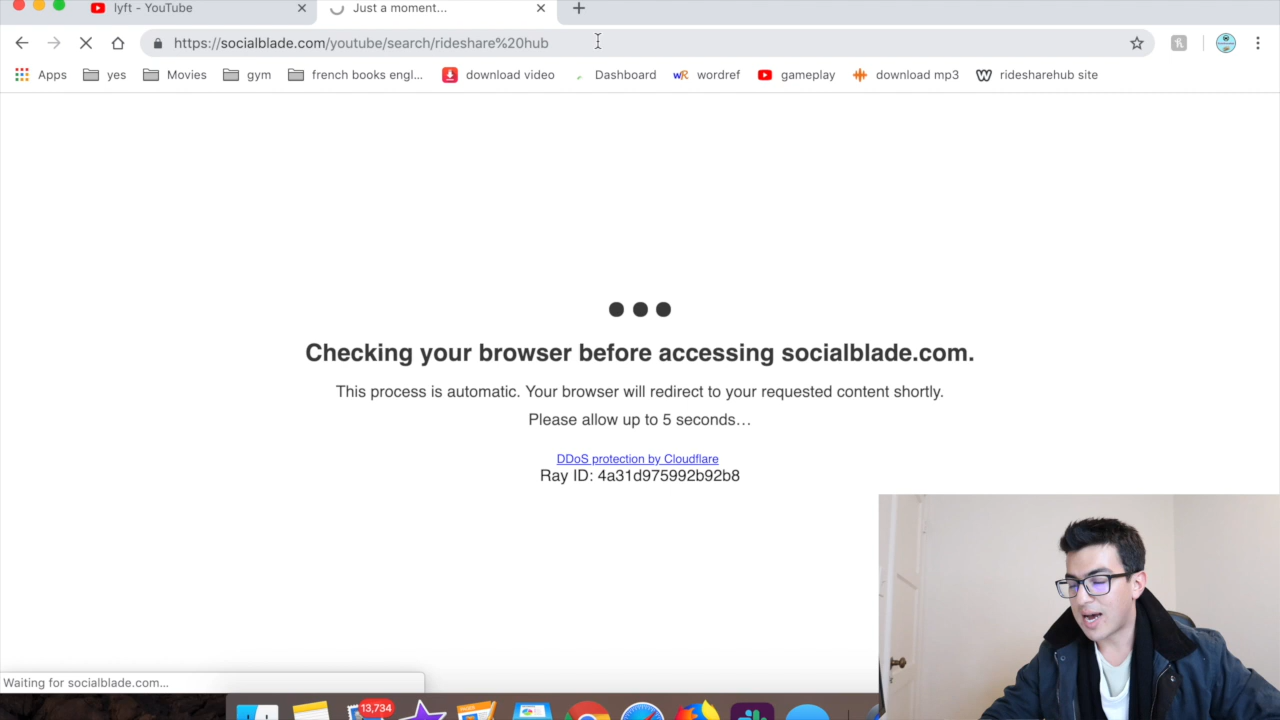 lyft - YouTube
Just a moment...
https://socialblade.com/youtube/search/rideshare%20hub
Apps yes Movies gym french books engl... download video Dashboard wordref gameplay download mp3 ridesharehub site
Checking your browser before accessing socialblade.com.
This process is automatic. Your browser will redirect to your requested content shortly.
Please allow up to 5 seconds…
DDoS protection by Cloudflare
Ray ID: 4a31d975992b92b8
Waiting for socialblade.com...
13,734